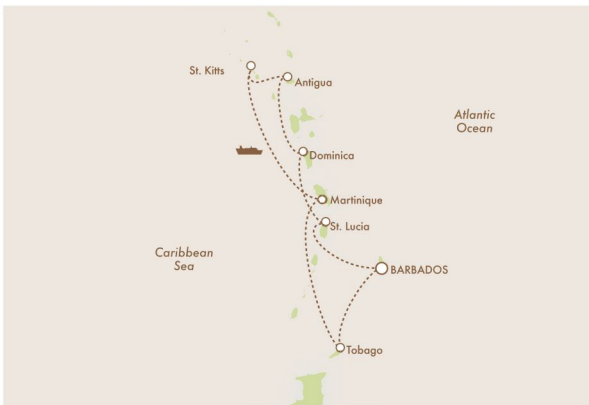 St. Kitts
Antigua
Atlantic
Ocean
Dominica
Martinique
St. Lucia
Caribbean
Sea
BARBADOS
Tobago